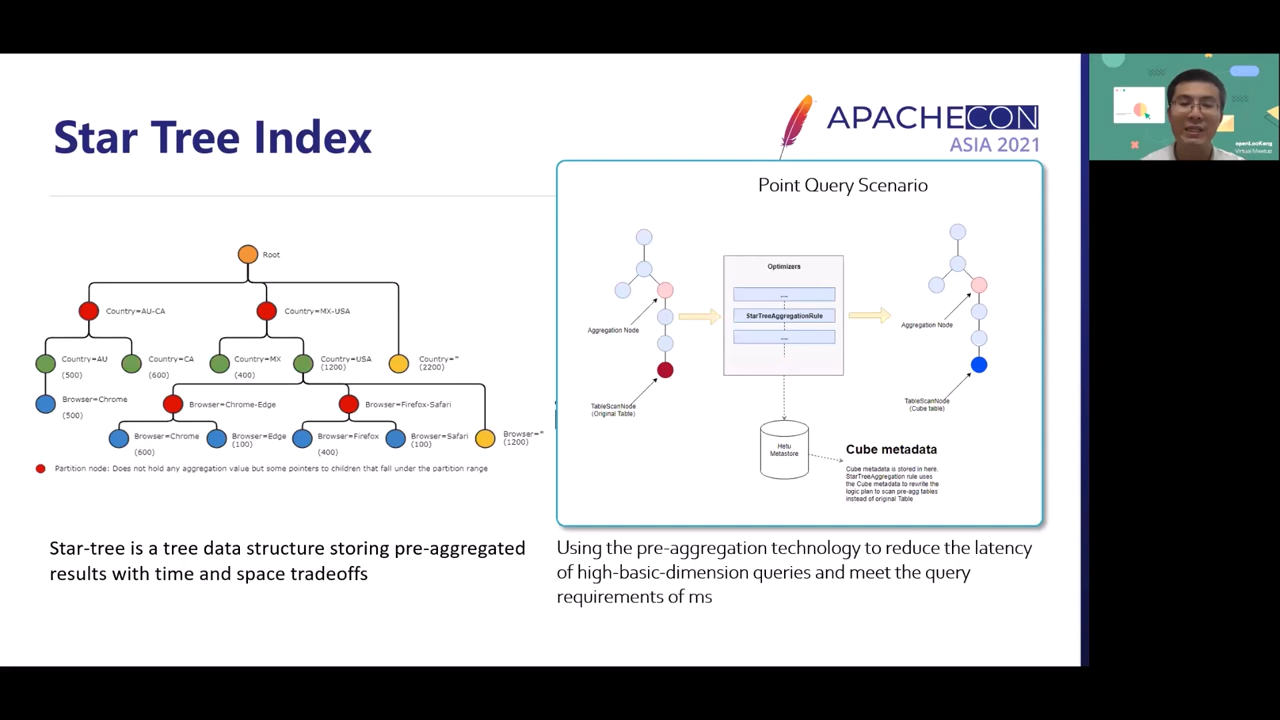 Star Tree Index
APACHECON
ASIA 2021
Root
Country=AU-CA
Country=MX-USA
Country=AU
(500)
Country=CA
(600)
Country=MX
(400)
Country=USA
(1200)
Country=*
(2200)
Browser=Chrome
(500)
Browser=Chrome-Edge
Browser=Firefox-Safari
Browser=Chrome
(600)
Browser=Edge
(100)
Browser=Firefox
(400)
Browser=Safari
(100)
Browser=*
(1200)
Partition node: Does not hold any aggregation value but some pointers to children that fall under the partition range
Star-tree is a tree data structure storing pre-aggregated
results with time and space tradeoffs
Point Query Scenario
Aggregation Node
TableScanNode
(Original Table)
Optimizers
....
StarTreeAggregationRule
....
Hetu
Metastore
Aggregation Node
TableScanNode
(Cube table)
Cube metadata
Cube metadata is stored in here.
StarTreeAggregation rule uses
the Cube metadata to rewrite the
logic plan to scan pre-agg tables
instead of original Table
Using the pre-aggregation technology to reduce the latency
of high-basic-dimension queries and meet the query
requirements of ms
openLooKeng
Virtual Meetup